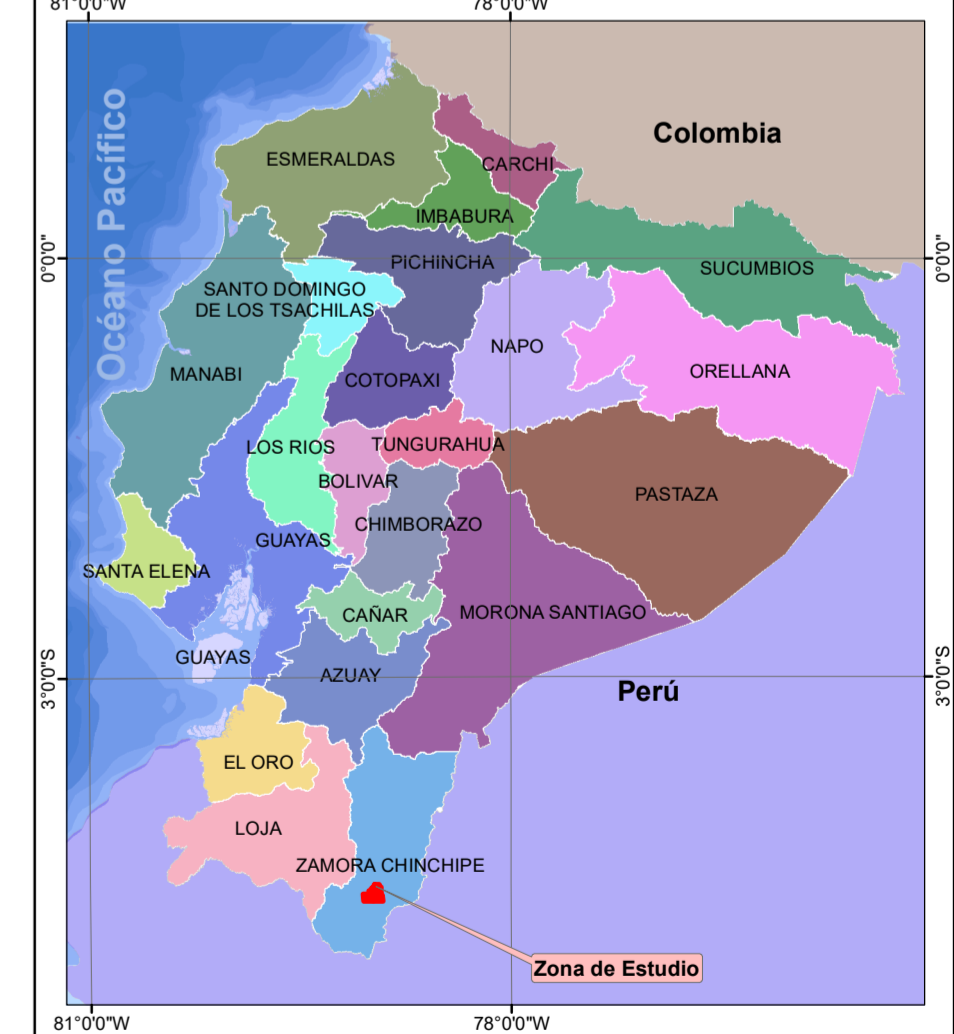 81°0'0"W
78°0'0"W
Océano Pacífico
Colombia
ESMERALDAS
CARCHI
IMBABURA
0°0'0"
PICHINCHA
SUCUMBIOS
0°0'0"
SANTO DOMINGO
DE LOS TSACHILAS
NAPO
MANABI
COTOPAXI
ORELLANA
LOS RIOS
TUNGURAHUA
BOLIVAR
PASTAZA
CHIMBORAZO
GUAYAS
SANTA ELENA
CAÑAR
MORONA SANTIAGO
GUAYAS
AZUAY
3°0'0"S
Perú
3°0'0"S
EL ORO
LOJA
ZAMORA CHINCHIPE
Zona de Estudio
81°0'0"W
78°0'0"W